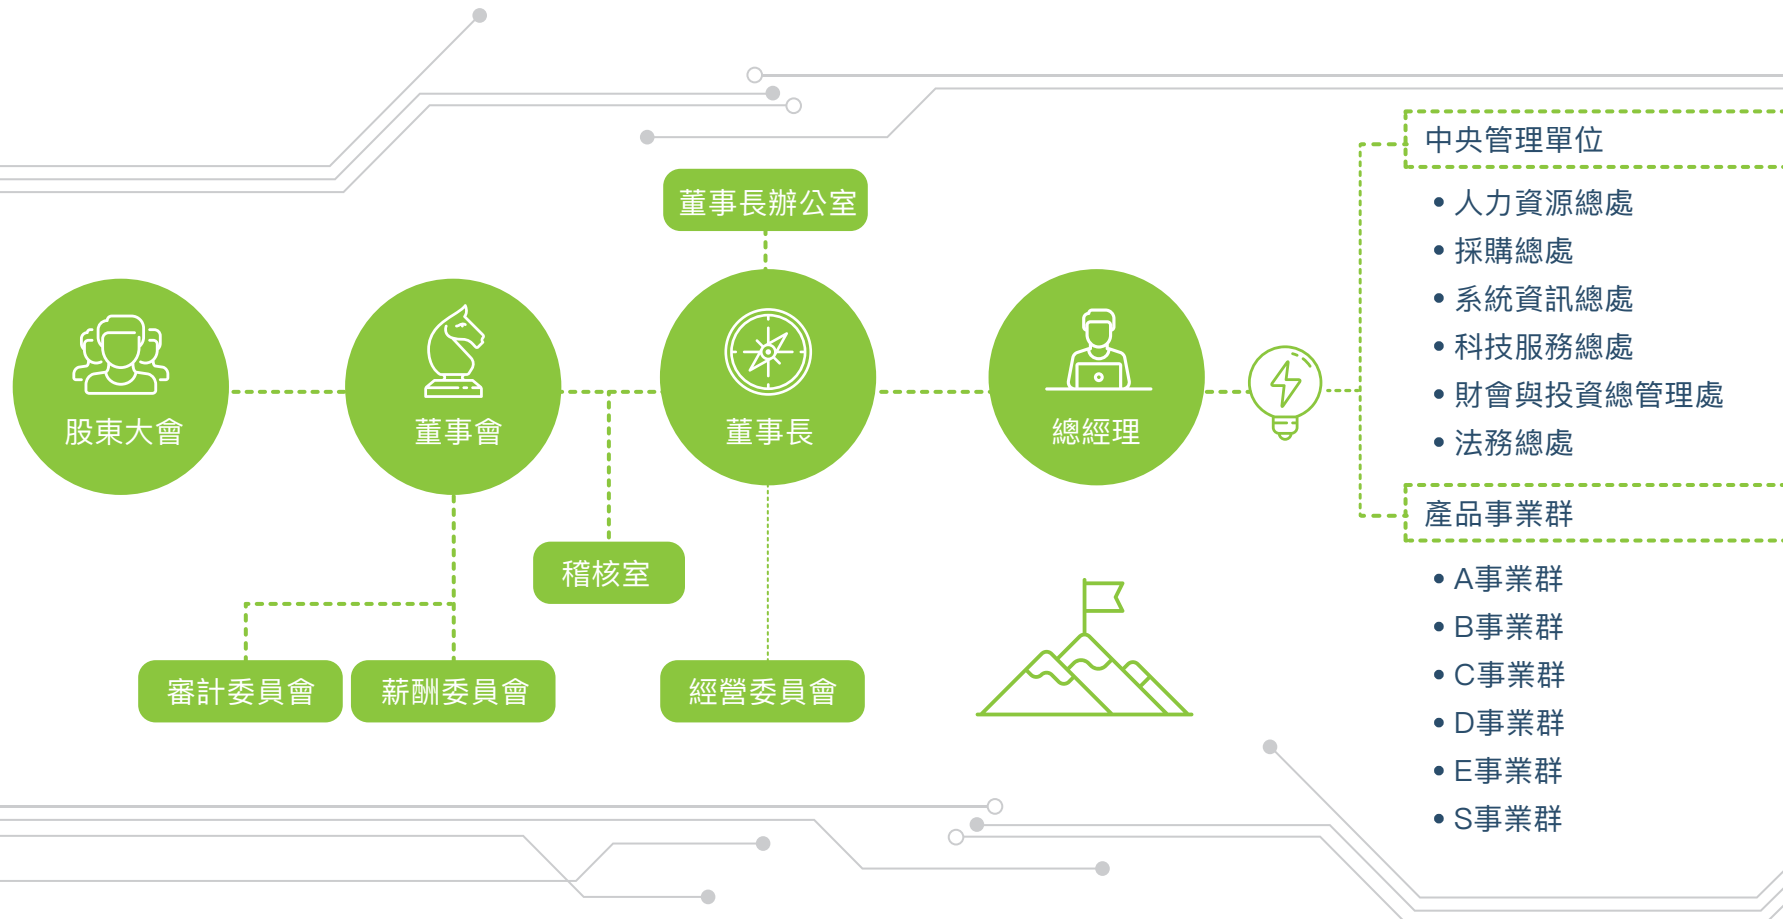 董事長辦公室
股東大會
董事會
董事長
總經理
稽核室
審計委員會
薪酬委員會
經營委員會
中央管理單位
• 人力資源總處
• 採購總處
• 系統資訊總處
• 科技服務總處
• 財會與投資總管理處
• 法務總處
產品事業群
• A事業群
• B事業群
• C事業群
• D事業群
• E事業群
• S事業群